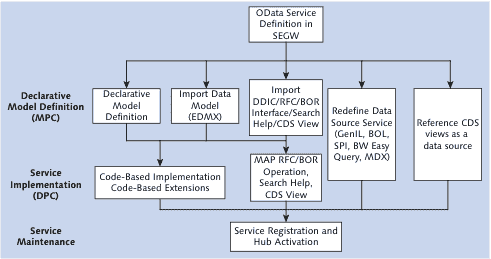 OData Service
Definition in
SEGW
Declarative
Model Definition
(MPC)
Declarative
Model
Definition
Import Data
Model
(EDMX)
Import
DDIC/RFC/BOR
Interface/Search
Help/CDS View
Redefine Data
Source Service
(GenIL, BOL,
SPI, BW Easy
Query, MDX)
Reference CDS
views as a
data source
Service
Implementation
(DPC)
Code-Based Implementation
Code-Based Extensions
MAP RFC/BOR
Operation,
Search Help,
CDS View
Service
Maintenance
Service Registration and
Hub Activation